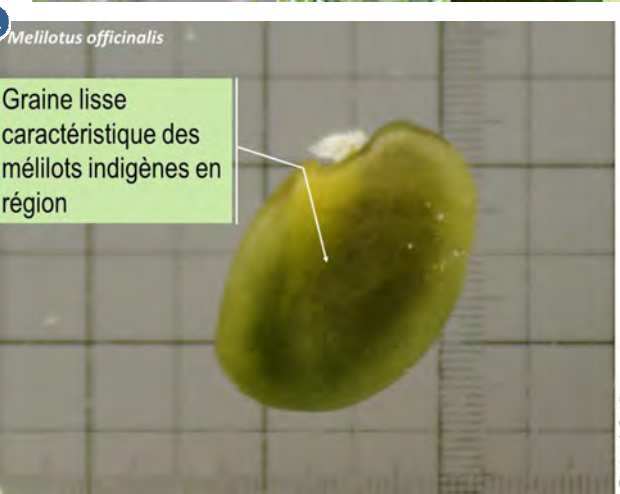 Melilotus officinalis
Graine lisse
caractéristique des
mélilots indigènes en
région